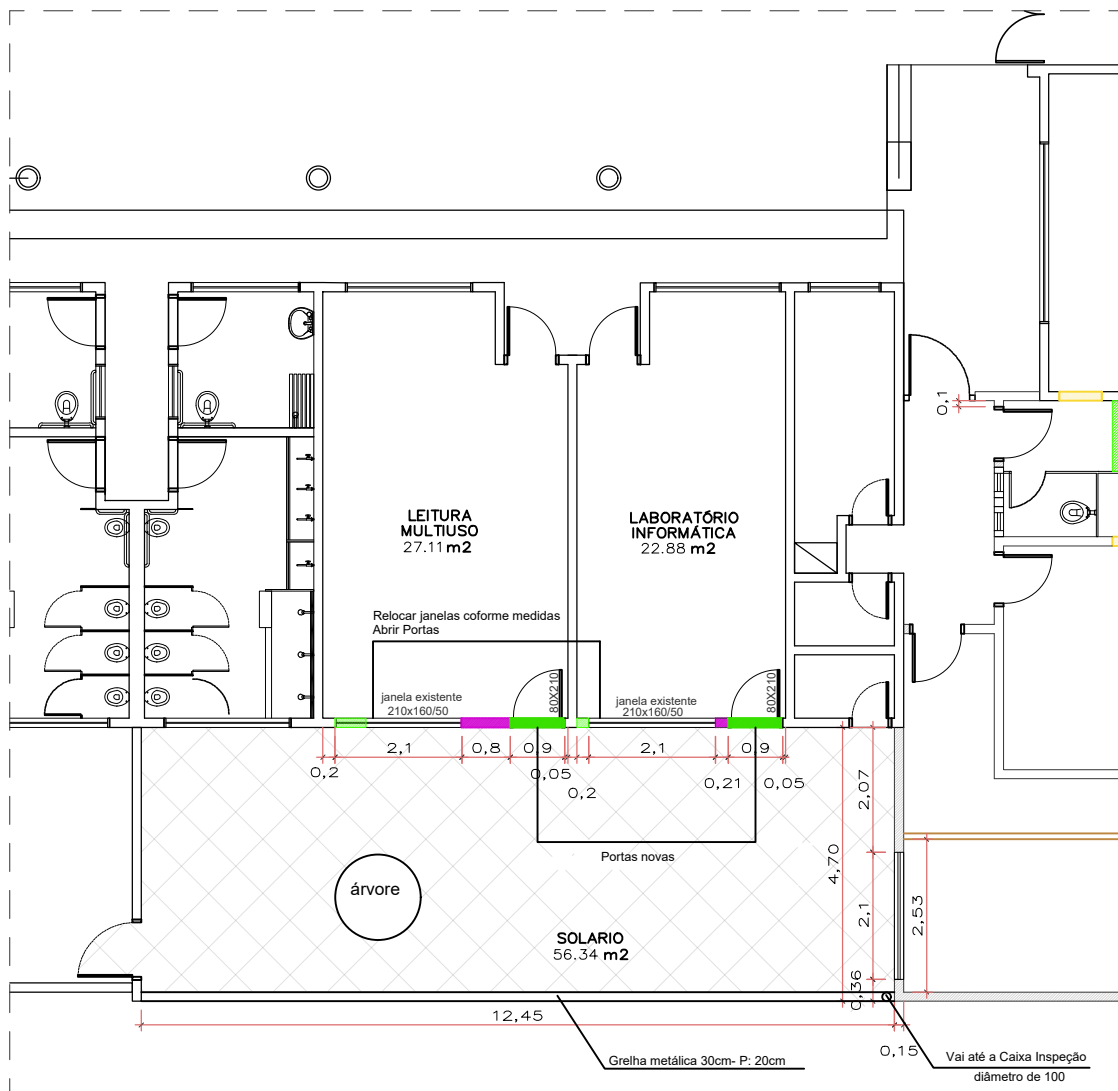 0,1
LEITURA
MULTIUSO
27.11 m2
LABORATÓRIO
INFORMÁTICA
22.88 m2
Relocar janelas coforme medidas
Abrir Portas
janela existente
210x160/50
80X210
janela existente
210x160/50
80X210
0,2
2,1
0,8
0,9
0,05
0,2
2,1
0,21
0,9
0,05
Portas novas
2,07
4,70
2,1
2,53
0,36
árvore
SOLARIO
56.34 m2
12,45
0,15
Grelha metálica 30cm- P: 20cm
Vai até a Caixa Inspeção
diâmetro de 100